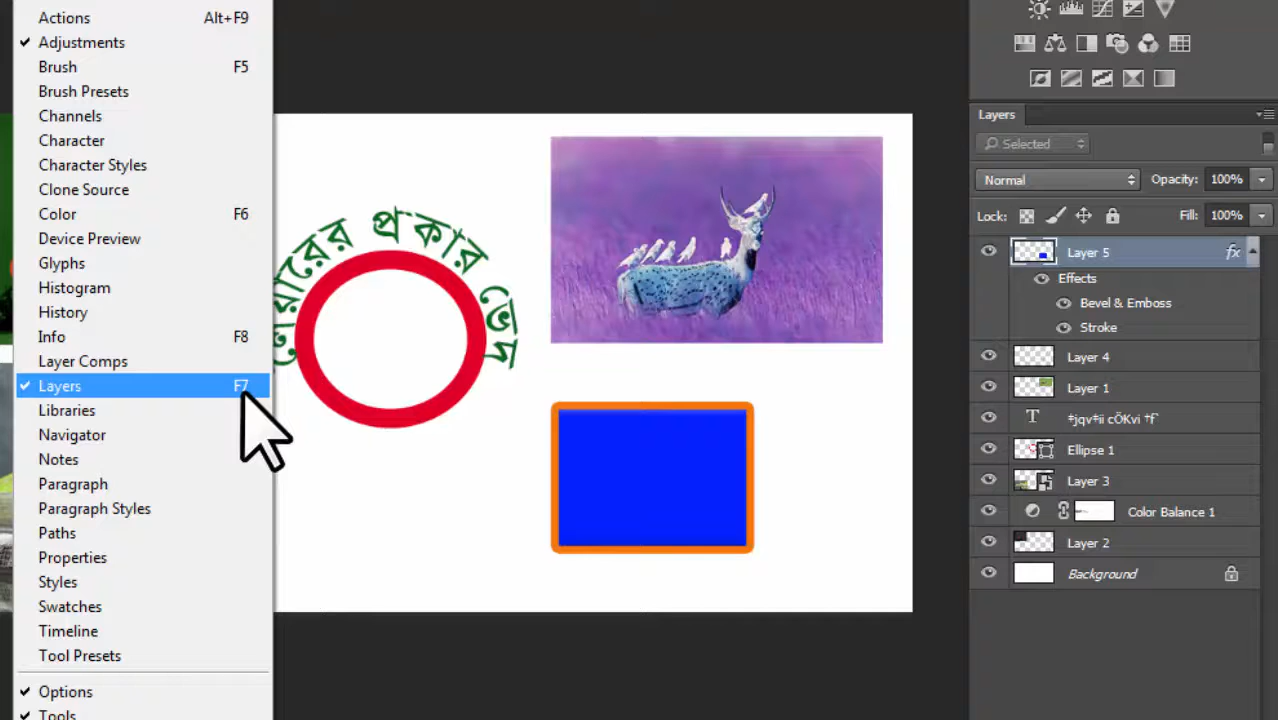 Actions Alt+F9
Adjustments
Brush F5
Brush Presets
Channels
Character
Character Styles
Clone Source
Color F6
Device Preview
Glyphs
Histogram
History
Info F8
Layer Comps
Layers F7
Libraries
Navigator
Notes
Paragraph
Paragraph Styles
Paths
Properties
Styles
Swatches
Timeline
Tool Presets
Options
Tools
প্রকার ভেদ
Layers
Selected
Normal Opacity: 100%
Lock: Fill: 100%
Layer 5 fx
Effects
Bevel & Emboss
Stroke
Layer 4
Layer 1
Ellipse 1
Layer 3
Color Balance 1
Layer 2
Background